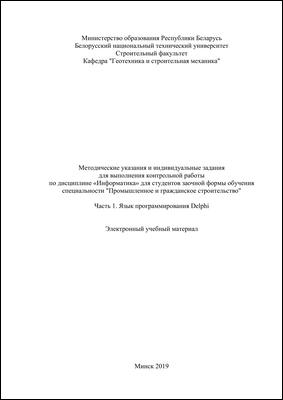 Министерство образования Республики Беларусь
Белорусский национальный технический университет
Строительный факультет
Кафедра "Геотехника и строительная механика"
Методические указания и индивидуальные задания
для выполнения контрольной работы
по дисциплине «Информатика» для студентов заочной формы обучения
специальности "Промышленное и гражданское строительство"
Часть 1. Язык программирования Delphi
Электронный учебный материал
Минск 2019